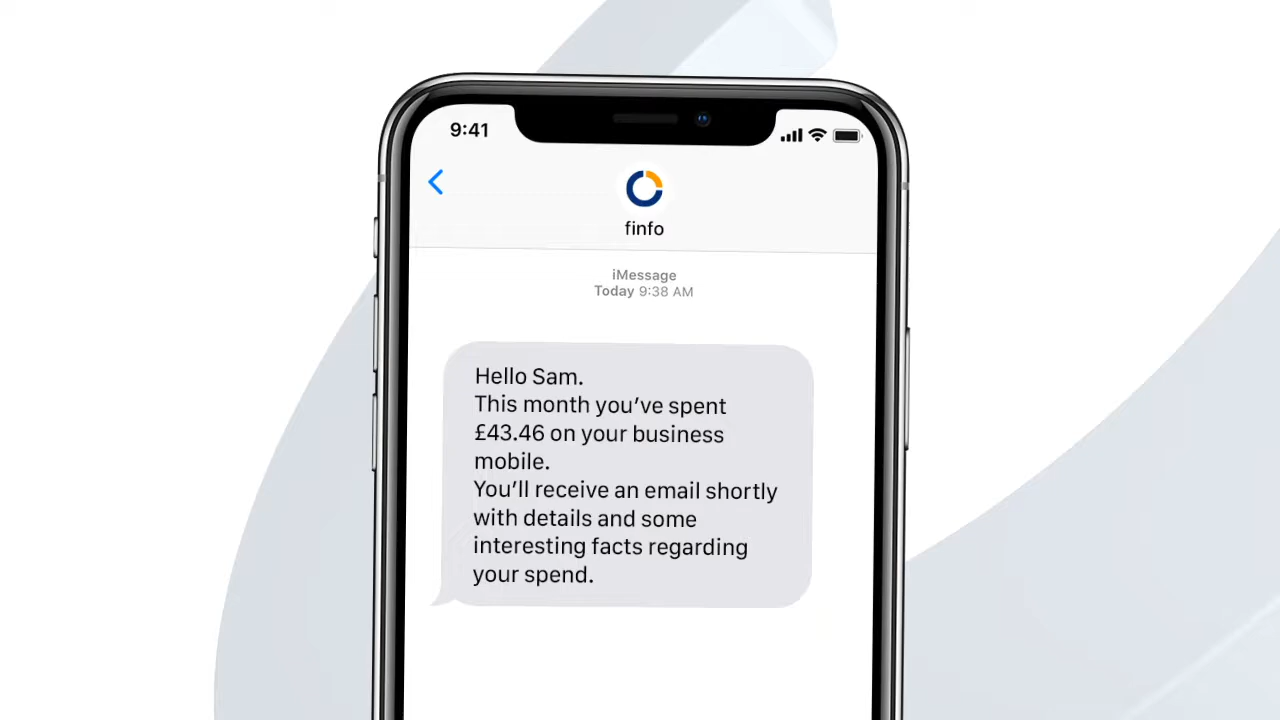 9:41
finfo
iMessage
Today 9:38 AM
Hello Sam.
This month you’ve spent
£43.46 on your business
mobile.
You’ll receive an email shortly
with details and some
interesting facts regarding
your spend.